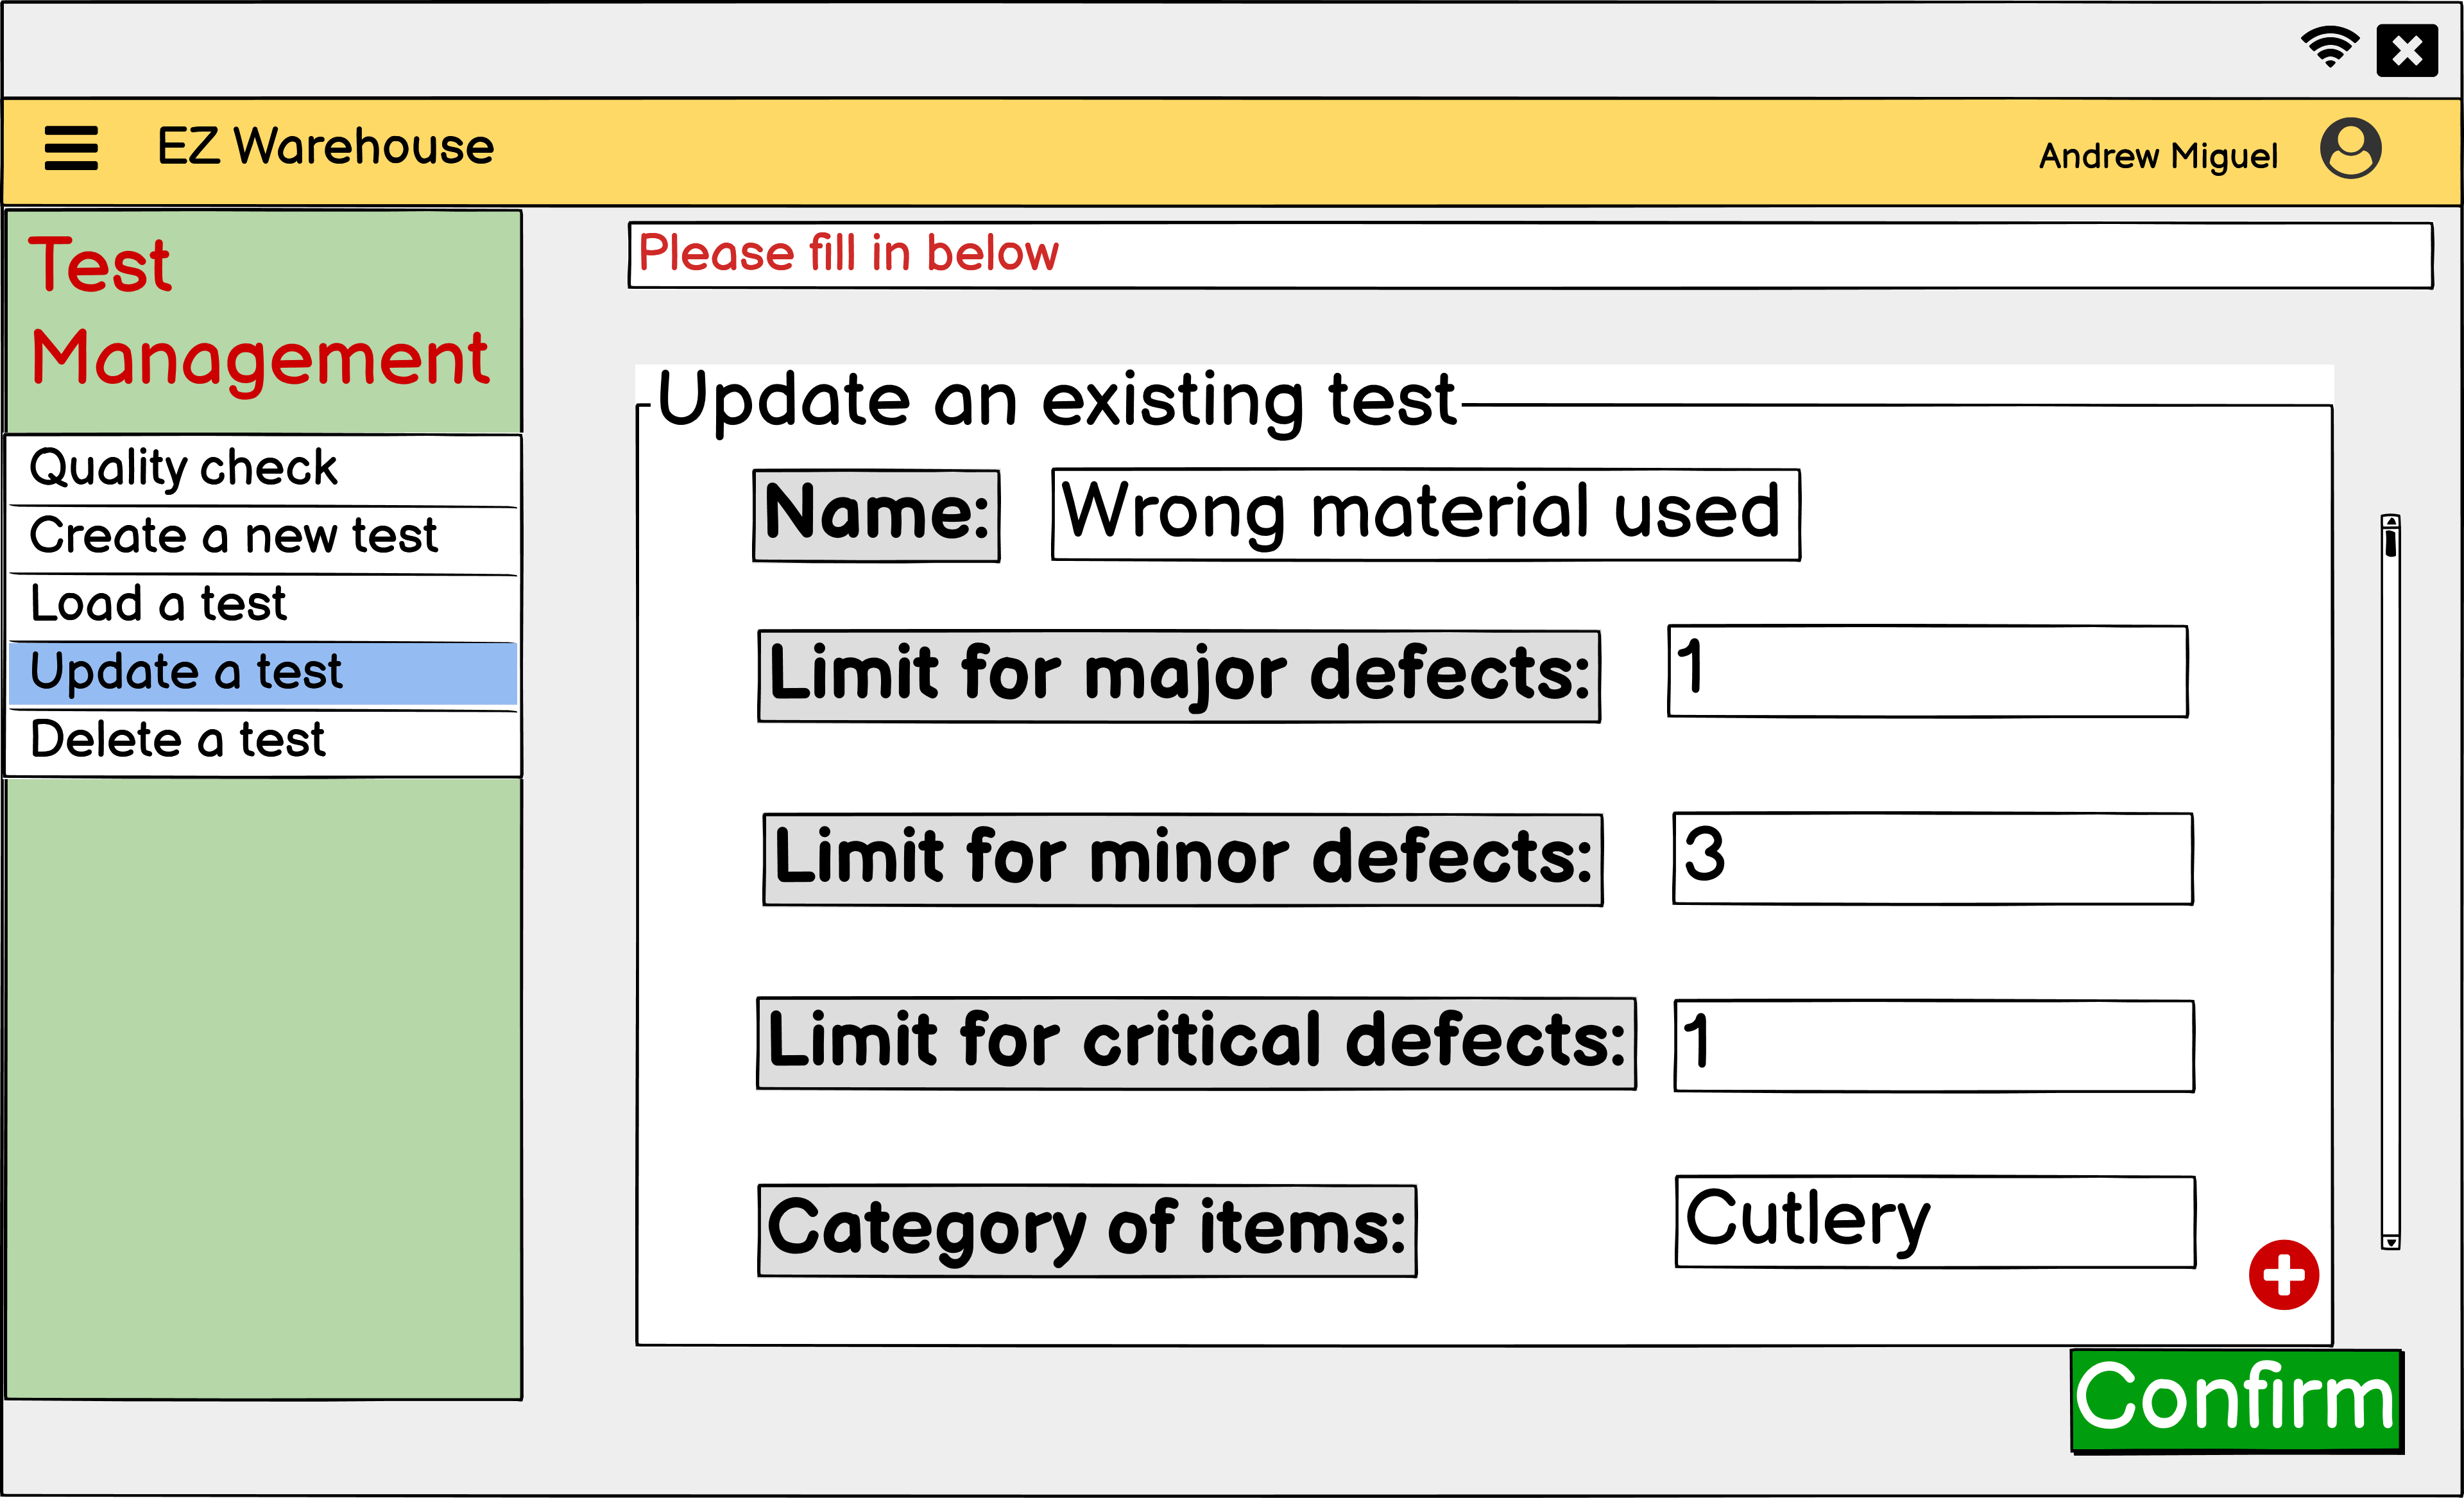 EZ Warehouse
Andrew Miguel
Test
Management
Quality check
Create a new test
Load a test
Update a test
Delete a test
Please fill in below
Update an existing test
Name:
Wrong material used
Limit for major defects:
1
Limit for minor defects:
3
Limit for critical defects:
1
Category of items:
Cutlery
Confirm